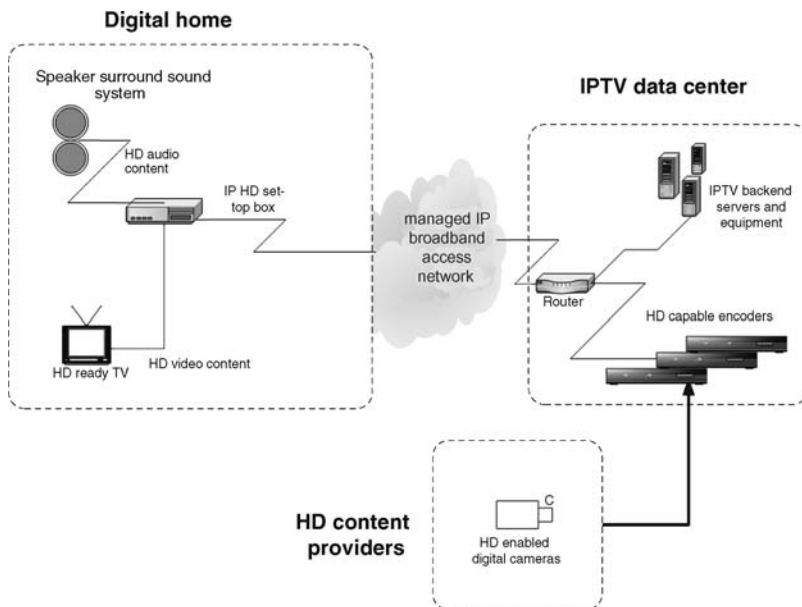 Digital home
Speaker surround sound
system
HD audio
content
IP HD set-
top box
HD ready TV
HD video content
managed IP
broadband
access
network
IPTV data center
IPTV backend
servers and
equipment
Router
HD capable encoders
HD content
providers
C
HD enabled
digital cameras